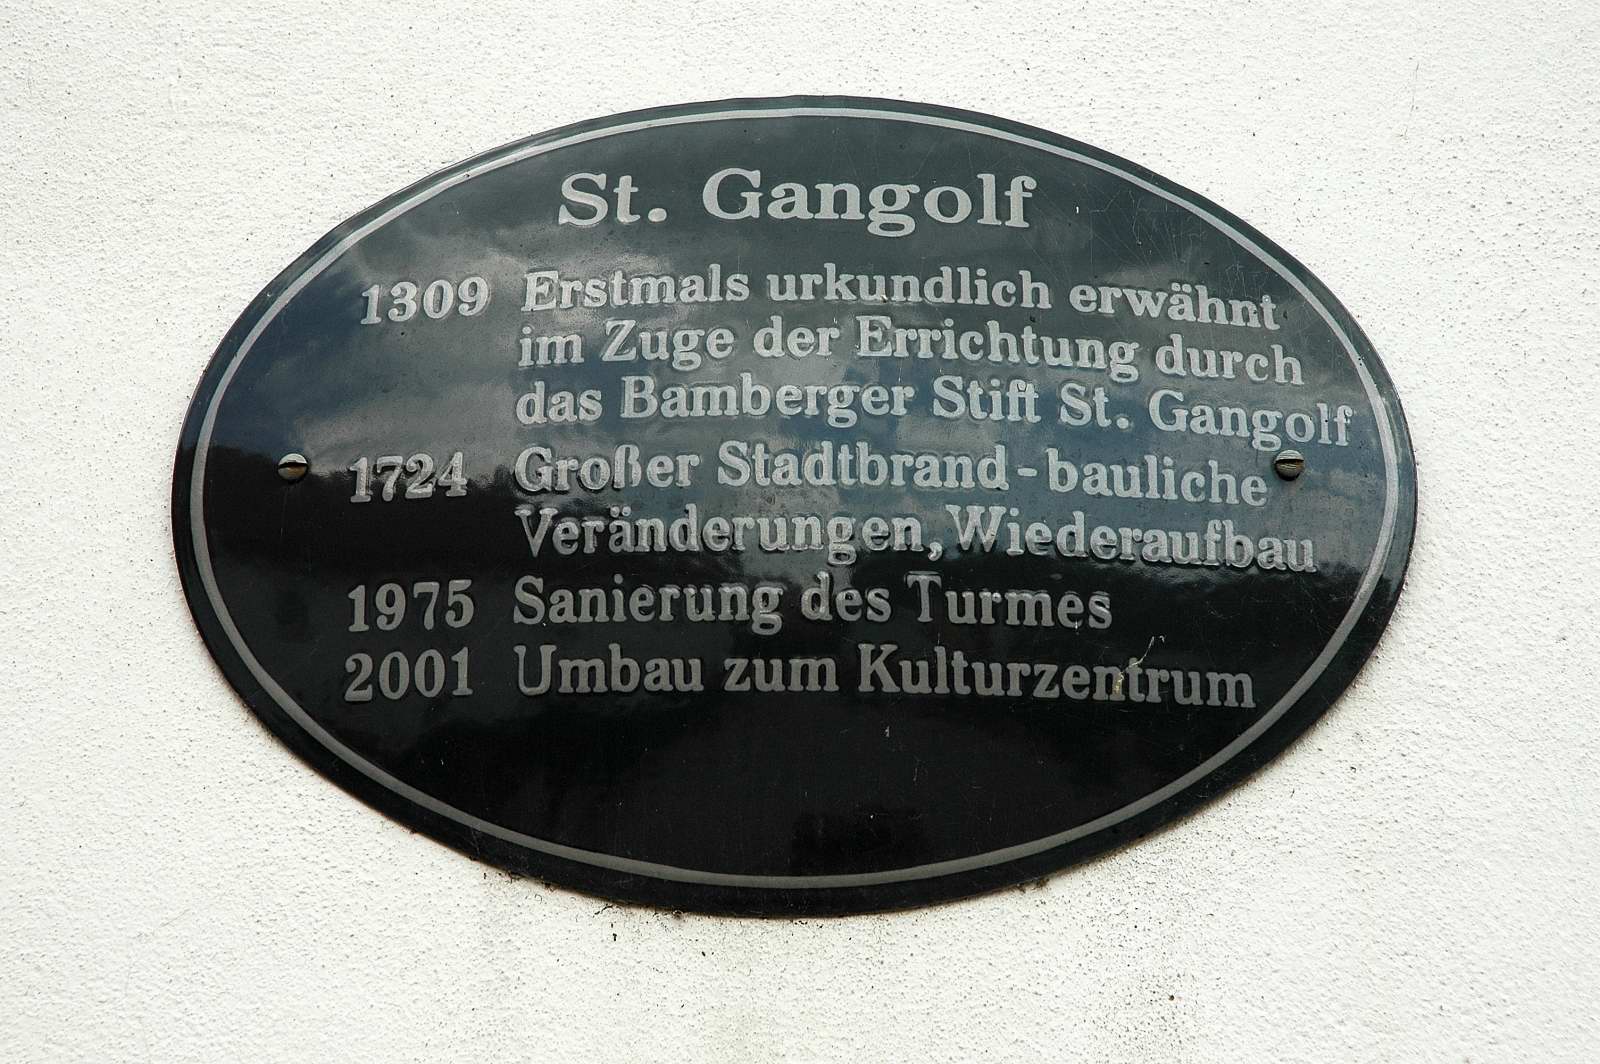 St. Gangolf
1309 Erstmals urkundlich erwähnt
im Zuge der Errichtung durch
das Bamberger Stift St. Gangolf
1724 Großer Stadtbrand - bauliche
Veränderungen, Wiederaufbau
1975 Sanierung des Turmes
2001 Umbau zum Kulturzentrum